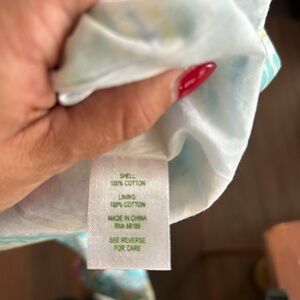 SHELL:
100% COTTON
LINING:
100% COTTON
MADE IN CHINA
RN# 98189
SEE REVERSE
FOR CARE